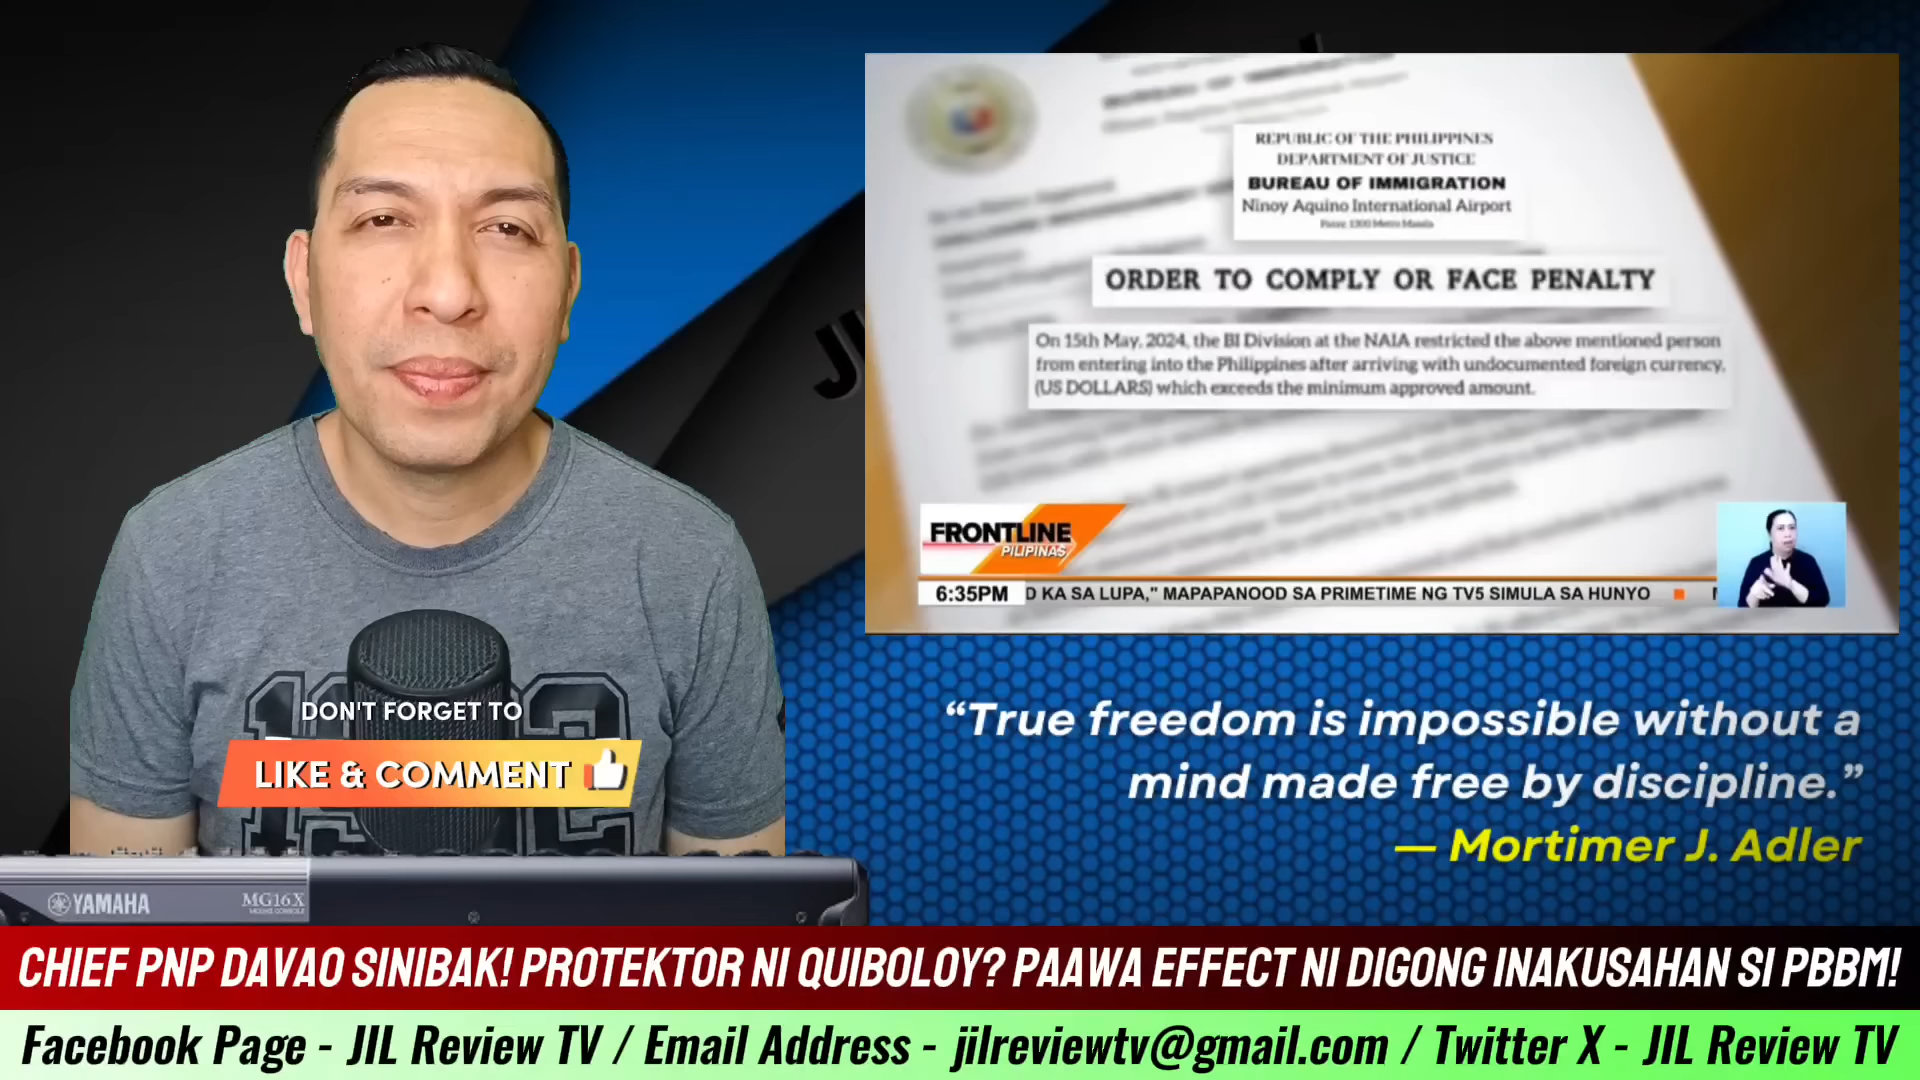 REPUBLIC OF THE PHILIPPINES
DEPARTMENT OF JUSTICE
BUREAU OF IMMIGRATION
Ninoy Aquino International Airport
ORDER TO COMPLY OR FACE PENALTY
On 15th May, 2024, the BI Division at the NAIA restricted the above mentioned person
from entering into the Philippines after arriving with undocumented foreign currency,
(US DOLLARS) which exceeds the minimum approved amount.
FRONTLINE
PILIPINAS
6:35PM D KA SA LUPA," MAPAPANOOD SA PRIMETIME NG TV5 SIMULA SA HUNYO
“True freedom is impossible without a
mind made free by discipline.”
— Mortimer J. Adler
DON'T FORGET TO
LIKE & COMMENT
YAMAHA
MG16X
CHIEF PNP DAVAO SINIBAK! PROTEKTOR NI QUIBOLOY? PAAWA EFFECT NI DIGONG INAKUSAHAN SI PBBM!
Facebook Page - JIL Review TV / Email Address - jilreviewtv@gmail.com / Twitter X - JIL Review TV